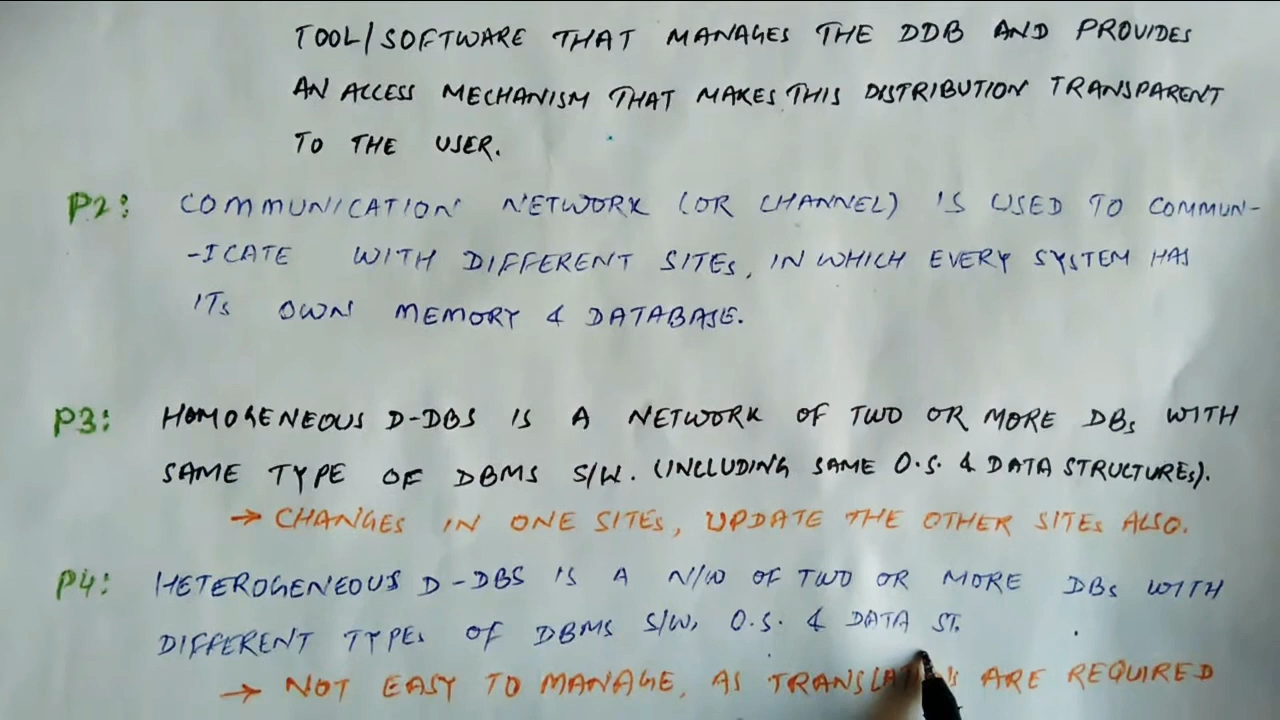 TOOL/SOFTWARE THAT MANAGES THE DDB AND PROVIDES
AN ACCESS MECHANISM THAT MAKES THIS DISTRIBUTION TRANSPARENT
TO THE USER.
P2: COMMUNICATION NETWORK (OR CHANNEL) IS USED TO COMMUN-
-ICATE WITH DIFFERENT SITES, IN WHICH EVERY SYSTEM HAS
ITS OWN MEMORY & DATABASE.
P3: HOMOGENEOUS D-DBS IS A NETWORK OF TWO OR MORE DBs WITH
SAME TYPE OF DBMS S/W. (INCLUDING SAME O.S. & DATA STRUCTURES).
→ CHANGES IN ONE SITES, UPDATE THE OTHER SITES ALSO.
P4: HETEROGENEOUS D-DBS IS A N/W OF TWO OR MORE DBs WITH
DIFFERENT TYPES OF DBMS S/W, O.S. & DATA ST.
→ NOT EASY TO MANAGE, AS ARE REQUIRED